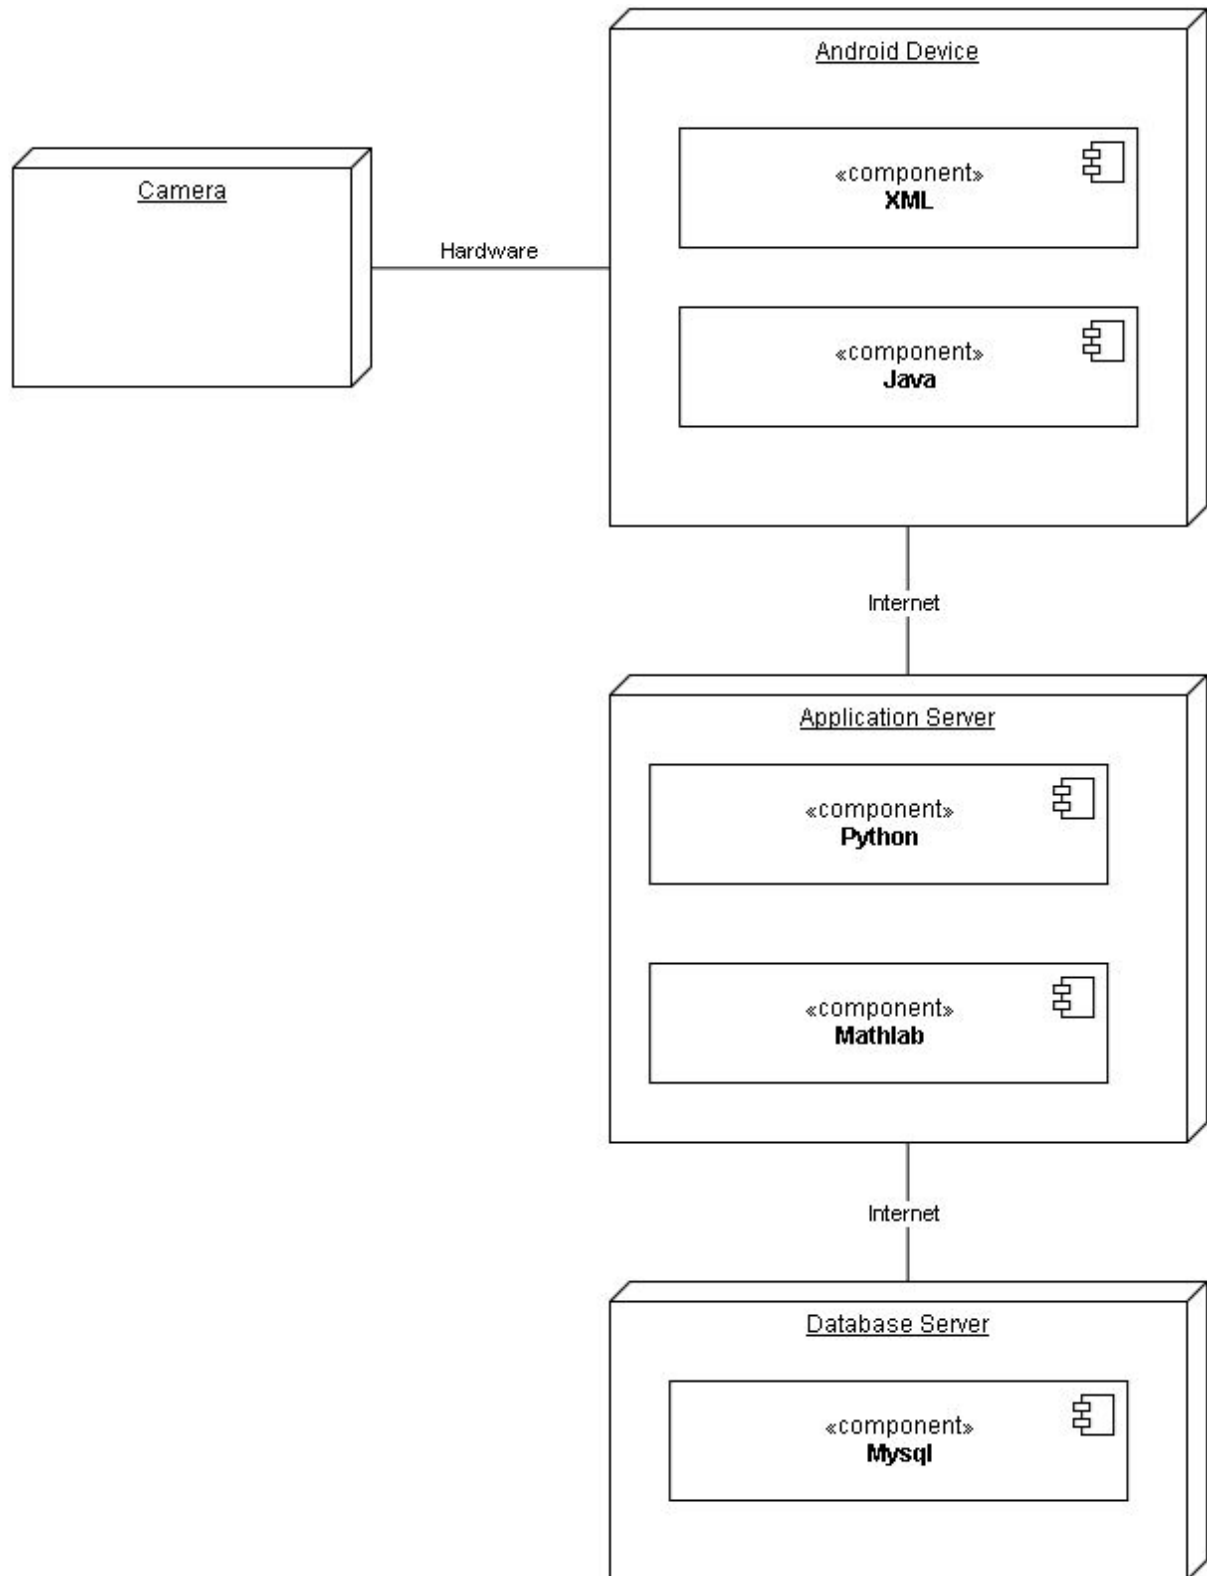 Android Device
«component»
XML
Camera
Hardware
«component»
Java
Internet
Application Server
«component»
Python
«component»
Mathlab
Internet
Database Server
«component»
Mysql